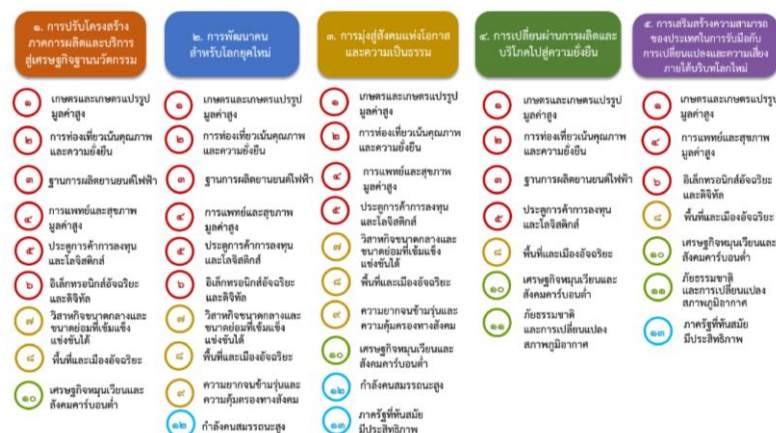 ๑. การปรับโครงสร้าง
ภาคการผลิตและบริการ
สู่เศรษฐกิจฐานนวัตกรรม
๑
เกษตรและเกษตรแปรรูป
มูลค่าสูง
๒
การท่องเที่ยวเน้นคุณภาพ
และความยั่งยืน
๓
ฐานการผลิตยานยนต์ไฟฟ้า
๔
การแพทย์และสุขภาพ
มูลค่าสูง
๕
ประตูการค้าการลงทุน
และโลจิสติกส์
๖
อิเล็กทรอนิกส์อัจฉริยะ
และดิจิทัล
๗
วิสาหกิจขนาดกลางและ
ขนาดย่อมที่เข้มแข็ง
แข่งขันได้
๘
พื้นที่และเมืองอัจฉริยะ
๑๐
เศรษฐกิจหมุนเวียนและ
สังคมคาร์บอนต่ำ
๒. การพัฒนาคน
สำหรับโลกยุคใหม่
๑
เกษตรและเกษตรแปรรูป
มูลค่าสูง
๒
การท่องเที่ยวเน้นคุณภาพ
และความยั่งยืน
๓
ฐานการผลิตยานยนต์ไฟฟ้า
๔
การแพทย์และสุขภาพ
มูลค่าสูง
๕
ประตูการค้าการลงทุน
และโลจิสติกส์
๖
อิเล็กทรอนิกส์อัจฉริยะ
และดิจิทัล
๗
วิสาหกิจขนาดกลางและ
ขนาดย่อมที่เข้มแข็ง
แข่งขันได้
๘
พื้นที่และเมืองอัจฉริยะ
๙
ความยากจนข้ามรุ่นและ
ความคุ้มครองทางสังคม
๑๒
กำลังคนสมรรถนะสูง
๓. การมุ่งสู่สังคมแห่งโอกาส
และความเป็นธรรม
๑
เกษตรและเกษตรแปรรูป
มูลค่าสูง
๒
การท่องเที่ยวเน้นคุณภาพ
และความยั่งยืน
๔
การแพทย์และสุขภาพ
มูลค่าสูง
๕
ประตูการค้าการลงทุน
และโลจิสติกส์
๗
วิสาหกิจขนาดกลางและ
ขนาดย่อมที่เข้มแข็ง
แข่งขันได้
๘
พื้นที่และเมืองอัจฉริยะ
๙
ความยากจนข้ามรุ่นและ
ความคุ้มครองทางสังคม
๑๐
เศรษฐกิจหมุนเวียนและ
สังคมคาร์บอนต่ำ
๑๒
กำลังคนสมรรถนะสูง
๑๓
ภาครัฐที่ทันสมัย
มีประสิทธิภาพ
๔. การเปลี่ยนผ่านการผลิตและ
บริโภคไปสู่ความยั่งยืน
๑
เกษตรและเกษตรแปรรูป
มูลค่าสูง
๒
การท่องเที่ยวเน้นคุณภาพ
และความยั่งยืน
๓
ฐานการผลิตยานยนต์ไฟฟ้า
๕
ประตูการค้าการลงทุน
และโลจิสติกส์
๘
พื้นที่และเมืองอัจฉริยะ
๑๐
เศรษฐกิจหมุนเวียนและ
สังคมคาร์บอนต่ำ
๑๑
ภัยธรรมชาติ
และการเปลี่ยนแปลง
สภาพภูมิอากาศ
๕. การเสริมสร้างความสามารถ
ของประเทศในการรับมือกับ
การเปลี่ยนแปลงและความเสี่ยง
ภายใต้บริบทโลกใหม่
๑
เกษตรและเกษตรแปรรูป
มูลค่าสูง
๔
การแพทย์และสุขภาพ
มูลค่าสูง
๖
อิเล็กทรอนิกส์อัจฉริยะ
และดิจิทัล
๘
พื้นที่และเมืองอัจฉริยะ
๑๐
เศรษฐกิจหมุนเวียนและ
สังคมคาร์บอนต่ำ
๑๑
ภัยธรรมชาติ
และการเปลี่ยนแปลง
สภาพภูมิอากาศ
๑๓
ภาครัฐที่ทันสมัย
มีประสิทธิภาพ